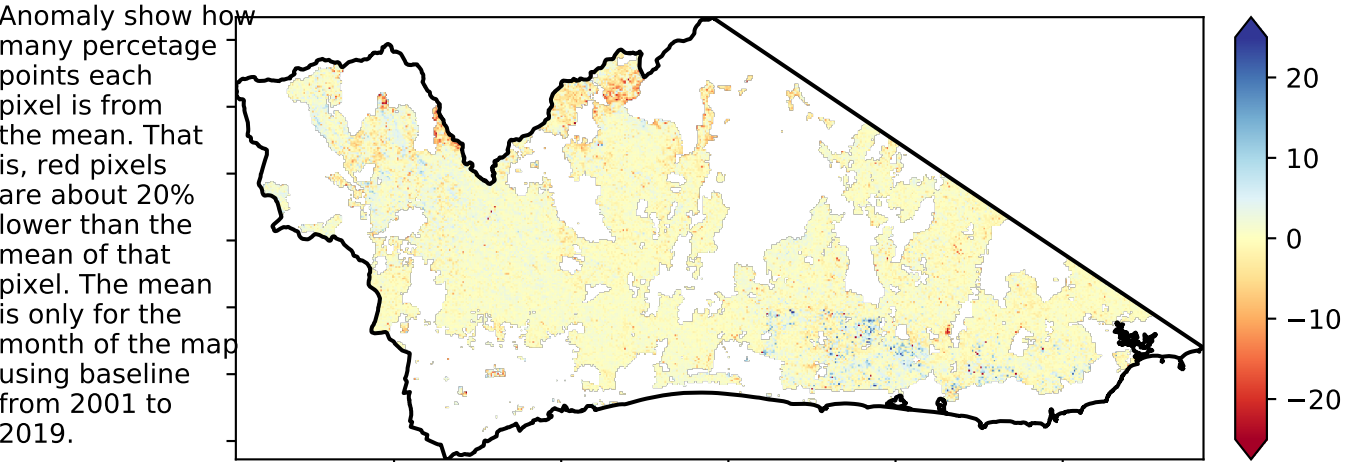 Anomaly show how
many percetage
points each
pixel is from
the mean. That
is, red pixels
are about 20%
lower than the
mean of that
pixel. The mean
is only for the
month of the map
using baseline
from 2001 to
2019.
20
10
0
−10
−20